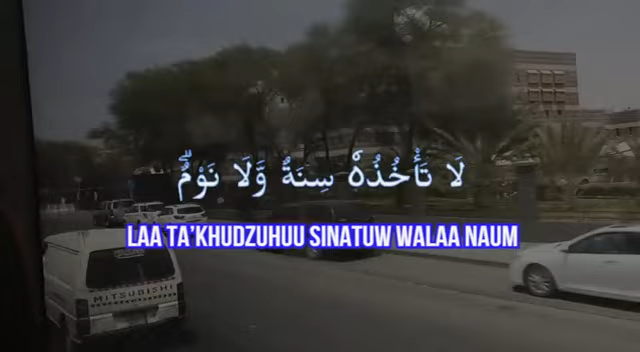 لَا تَأْخُذُهٗ سِنَةٌ وَّلَا نَوْمٌۗ
LAA TA'KHUDZUHUU SINATUW WALAA NAUM
MITSUBISHI